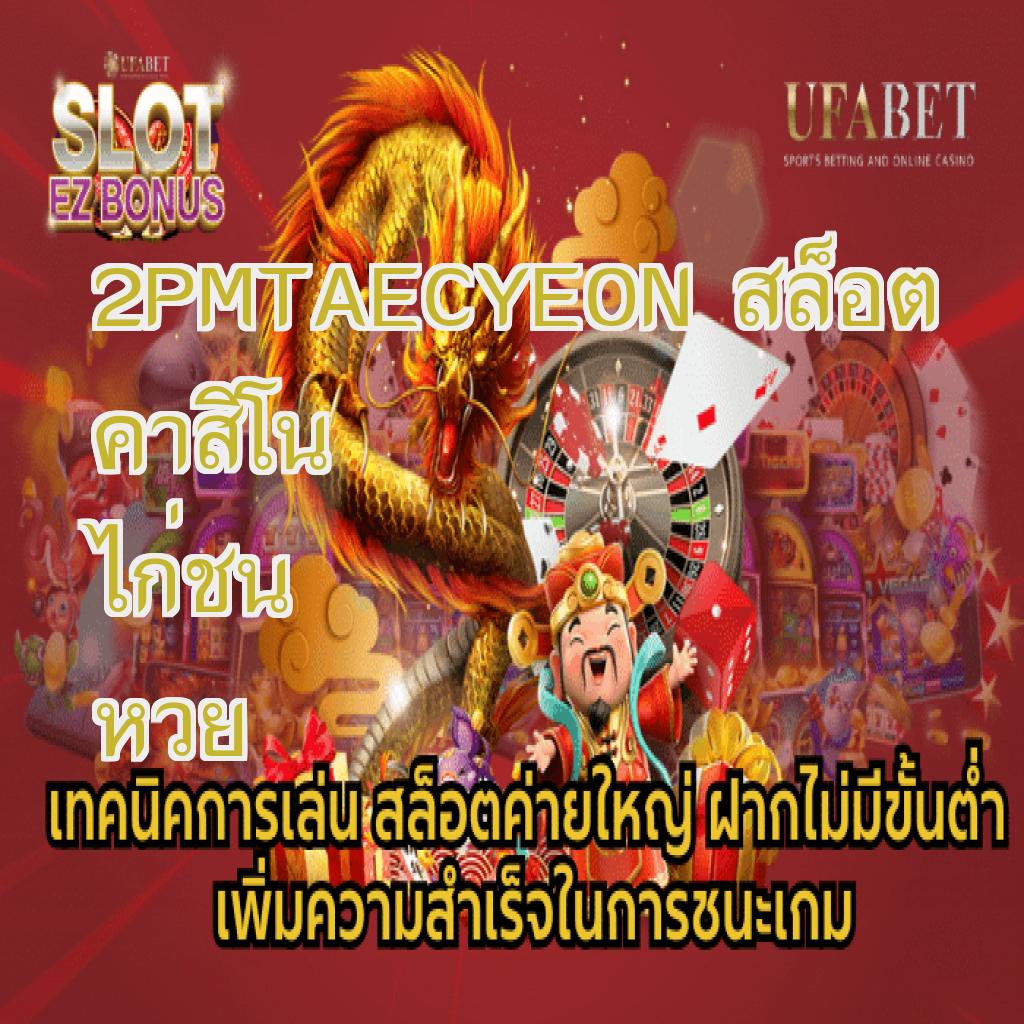 UFABET
SLOT
EZ BONUS
UFABET
SPORTS BETTING AND ONLINE CASINO
2PMTAECYEON สล็อต
คาสิโน
ไก่ชน
หวย
เทคนิคการเล่น สล็อตค่ายใหญ่ ฝากไม่มีขั้นต่ำ
เพิ่มความสำเร็จในการชนะเกม